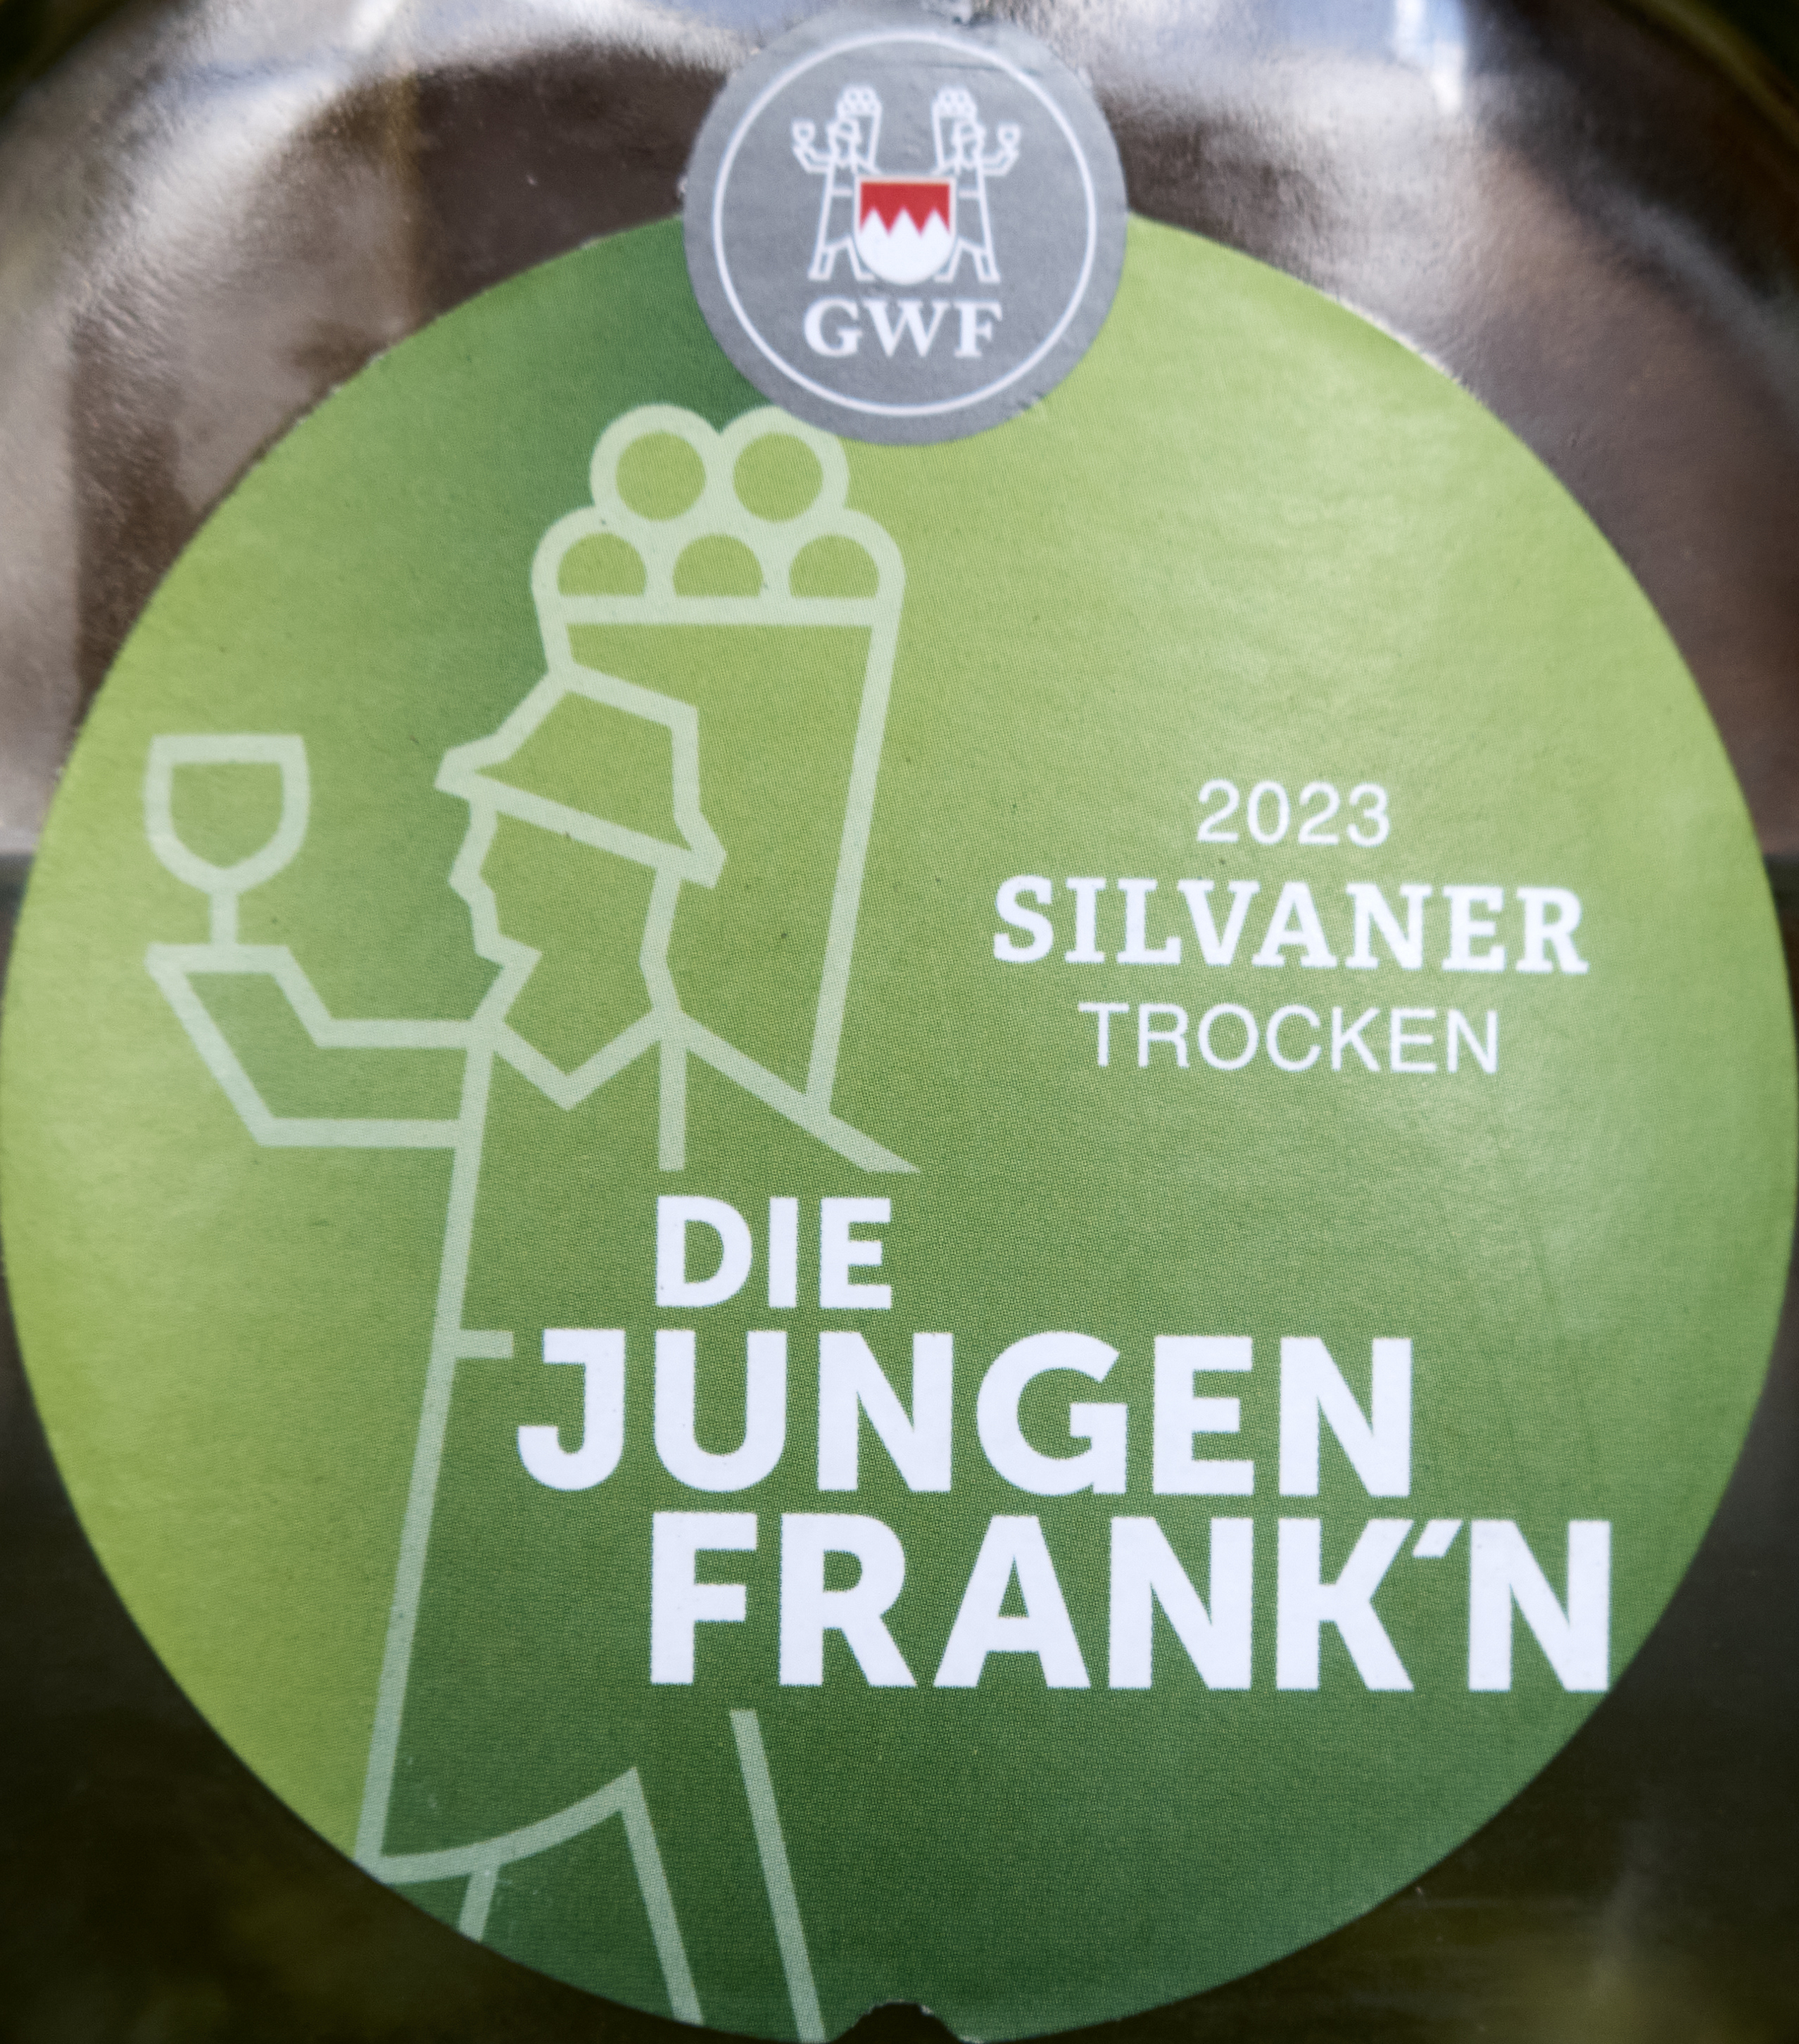 GWF
2023
SILVANER
TROCKEN
DIE
JUNGEN
FRANK'N